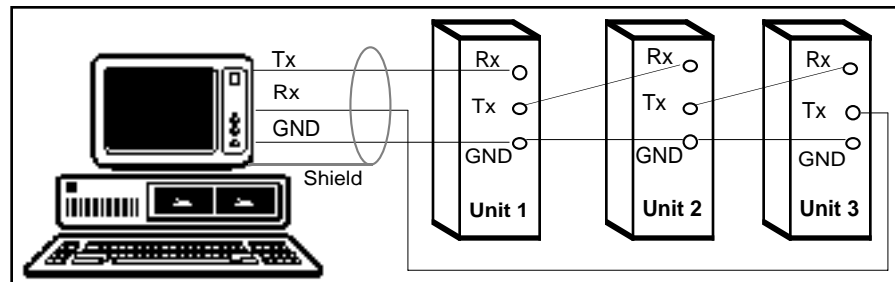 Tx
Rx
GND
Shield
Rx
Tx
GND
Unit 1
Rx
Tx
GND
Unit 2
Rx
Tx
GND
Unit 3